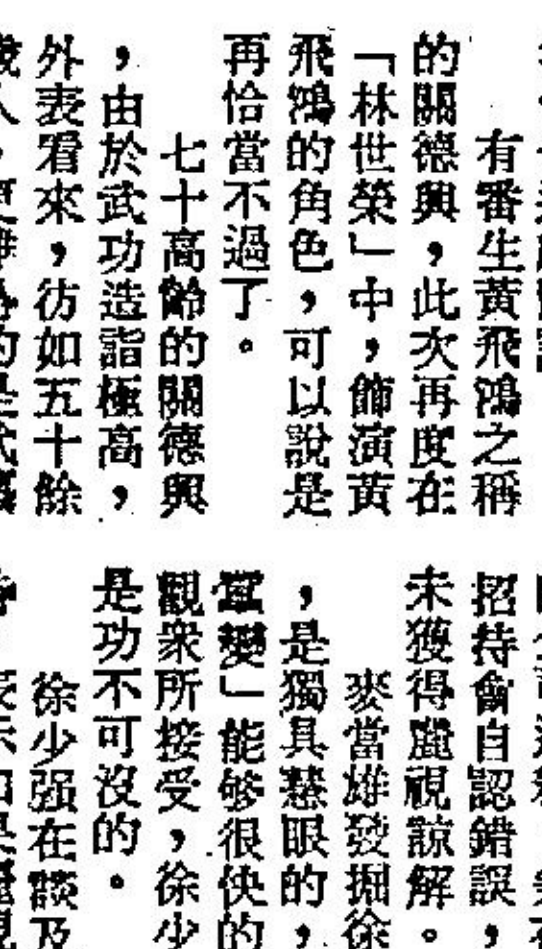 有番生黃飛鴻之稱
的關德興，此次再度在
「林世榮」中，飾演黃
飛鴻的角色，可以說是
再恰當不過了。
七十高齡的關德興
，由於武功造詣極高，
外表看來，彷如五十餘
招待會自認錯誤，
未獲得麗視諒解。
麥當雄發掘徐
，是獨具慧眼的，
變」能够很快的
觀衆所接受，徐少
是功不可沒的。
徐少强在談及